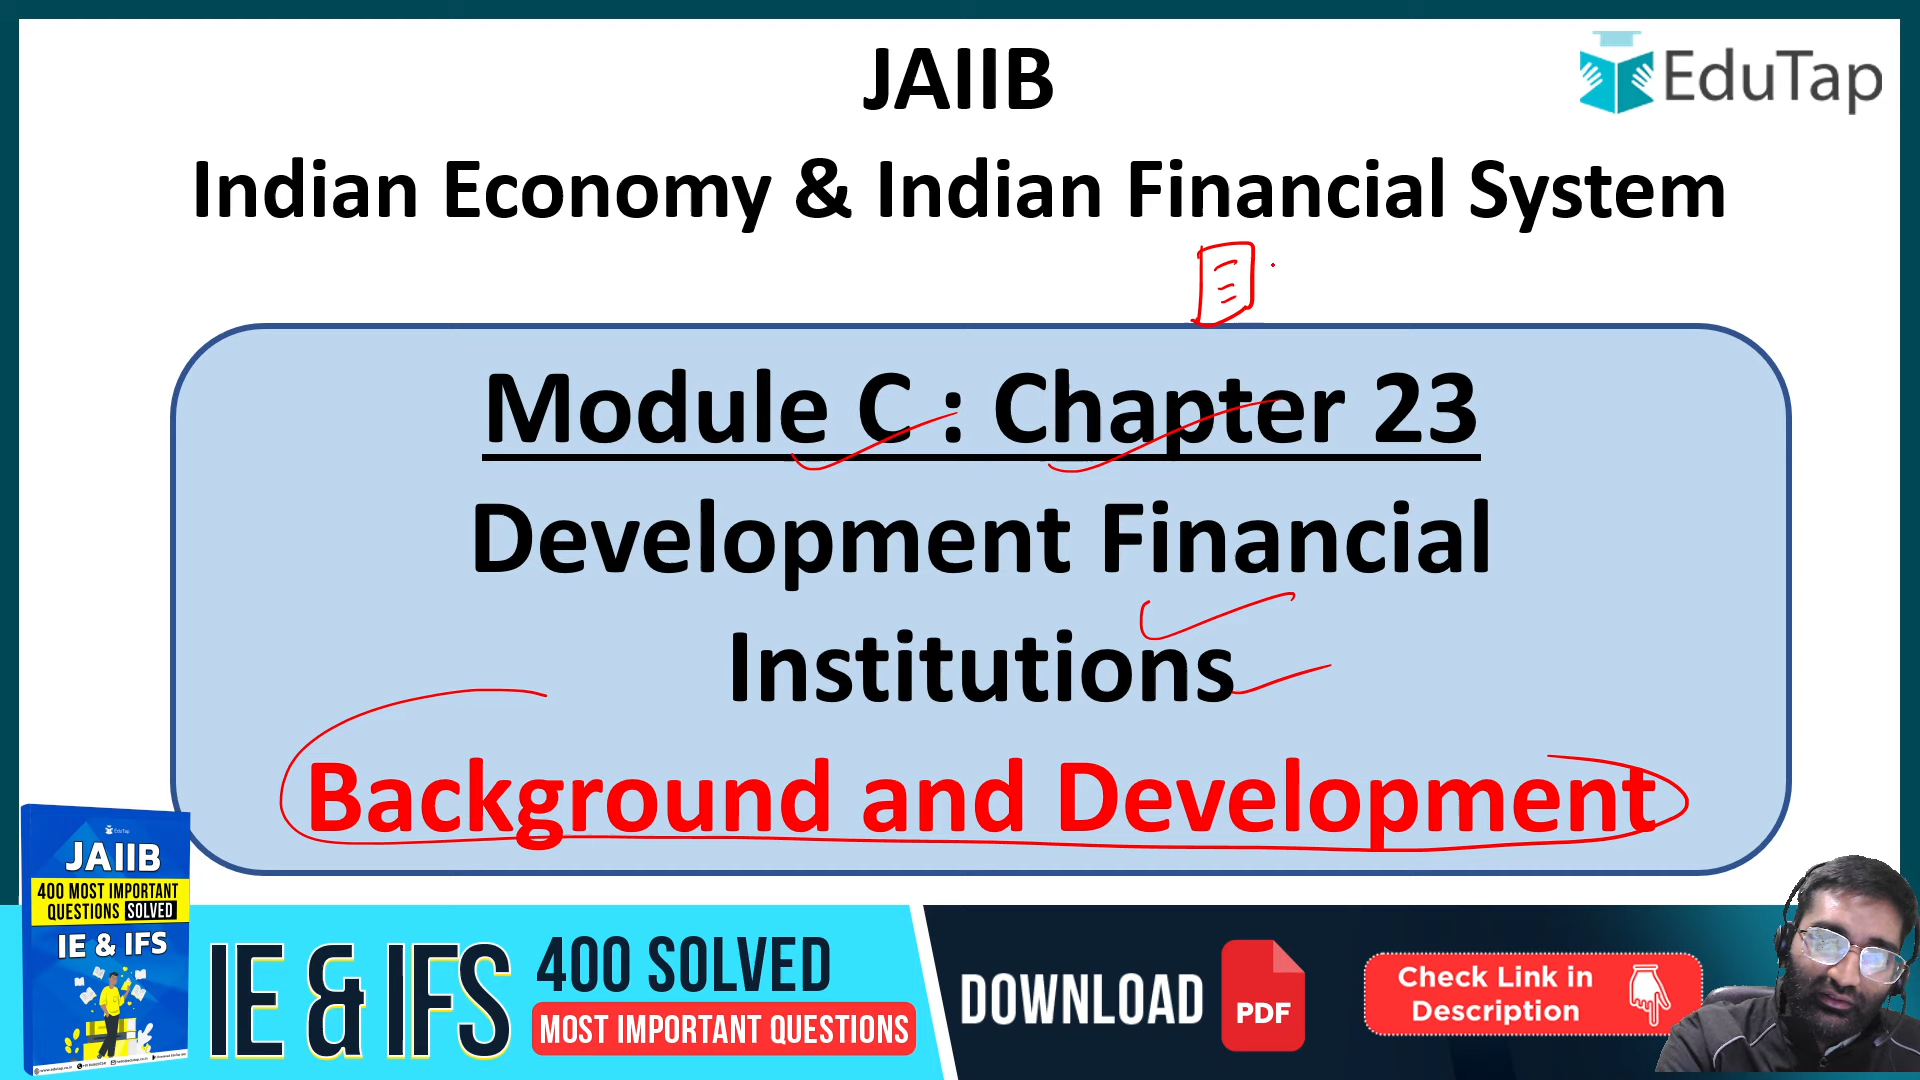 JAIIB
EduTap
Indian Economy & Indian Financial System
Module C : Chapter 23
Development Financial
Institutions
Background and Development
EduTap
JAIIB
400 MOST IMPORTANT
QUESTIONS SOLVED
IE & IFS
IE & IFS
400 SOLVED
MOST IMPORTANT QUESTIONS
DOWNLOAD
PDF
Check Link in
Description